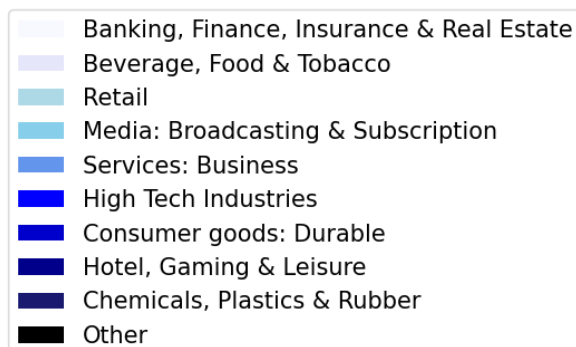 Banking, Finance, Insurance & Real Estate
Beverage, Food & Tobacco
Retail
Media: Broadcasting & Subscription
Services: Business
High Tech Industries
Consumer goods: Durable
Hotel, Gaming & Leisure
Chemicals, Plastics & Rubber
Other